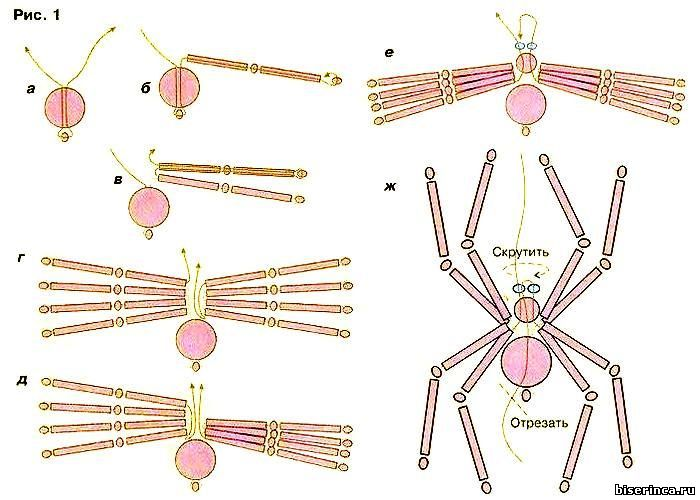 Рис. 1
а
б
в
г
д
е
ж
Скрутить
Отрезать
biserinca.ru